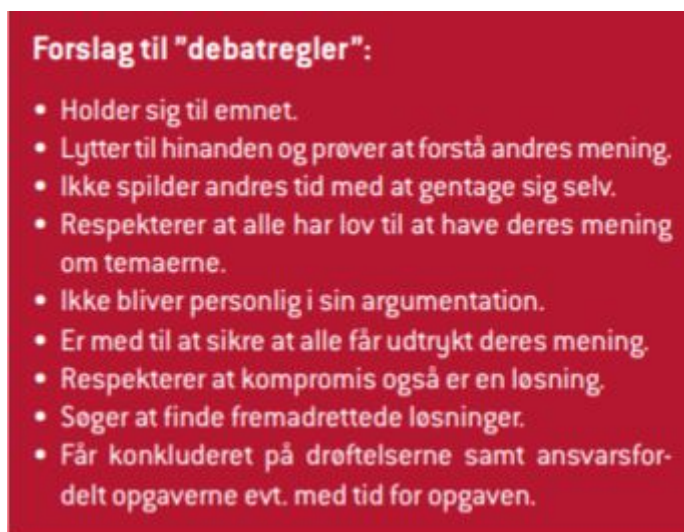 Forslag til ”debatregler”:
• Holder sig til emnet.
• Lytter til hinanden og prøver at forstå andres mening.
• Ikke spilder andres tid med at gentage sig selv.
• Respekterer at alle har lov til at have deres mening
om temaerne.
• Ikke bliver personlig i sin argumentation.
• Er med til at sikre at alle får udtrykt deres mening.
• Respekterer at kompromis også er en løsning.
• Søger at finde fremadrettede løsninger.
• Får konkluderet på drøftelserne samt ansvarsfor-
delt opgaverne evt. med tid for opgaven.